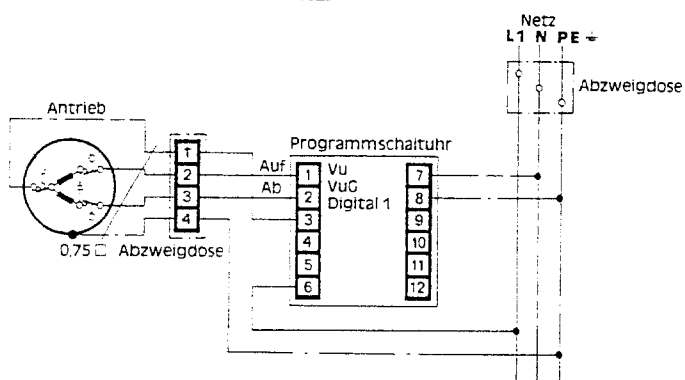 Netz
L1 N PE
Abzweigdose
Antrieb
Programmschaltuhr
1
2
3
4
Auf
Ab
1
2
3
4
5
6
Vu
VuG
Digital 1
7
8
9
10
11
12
0,75
Abzweigdose